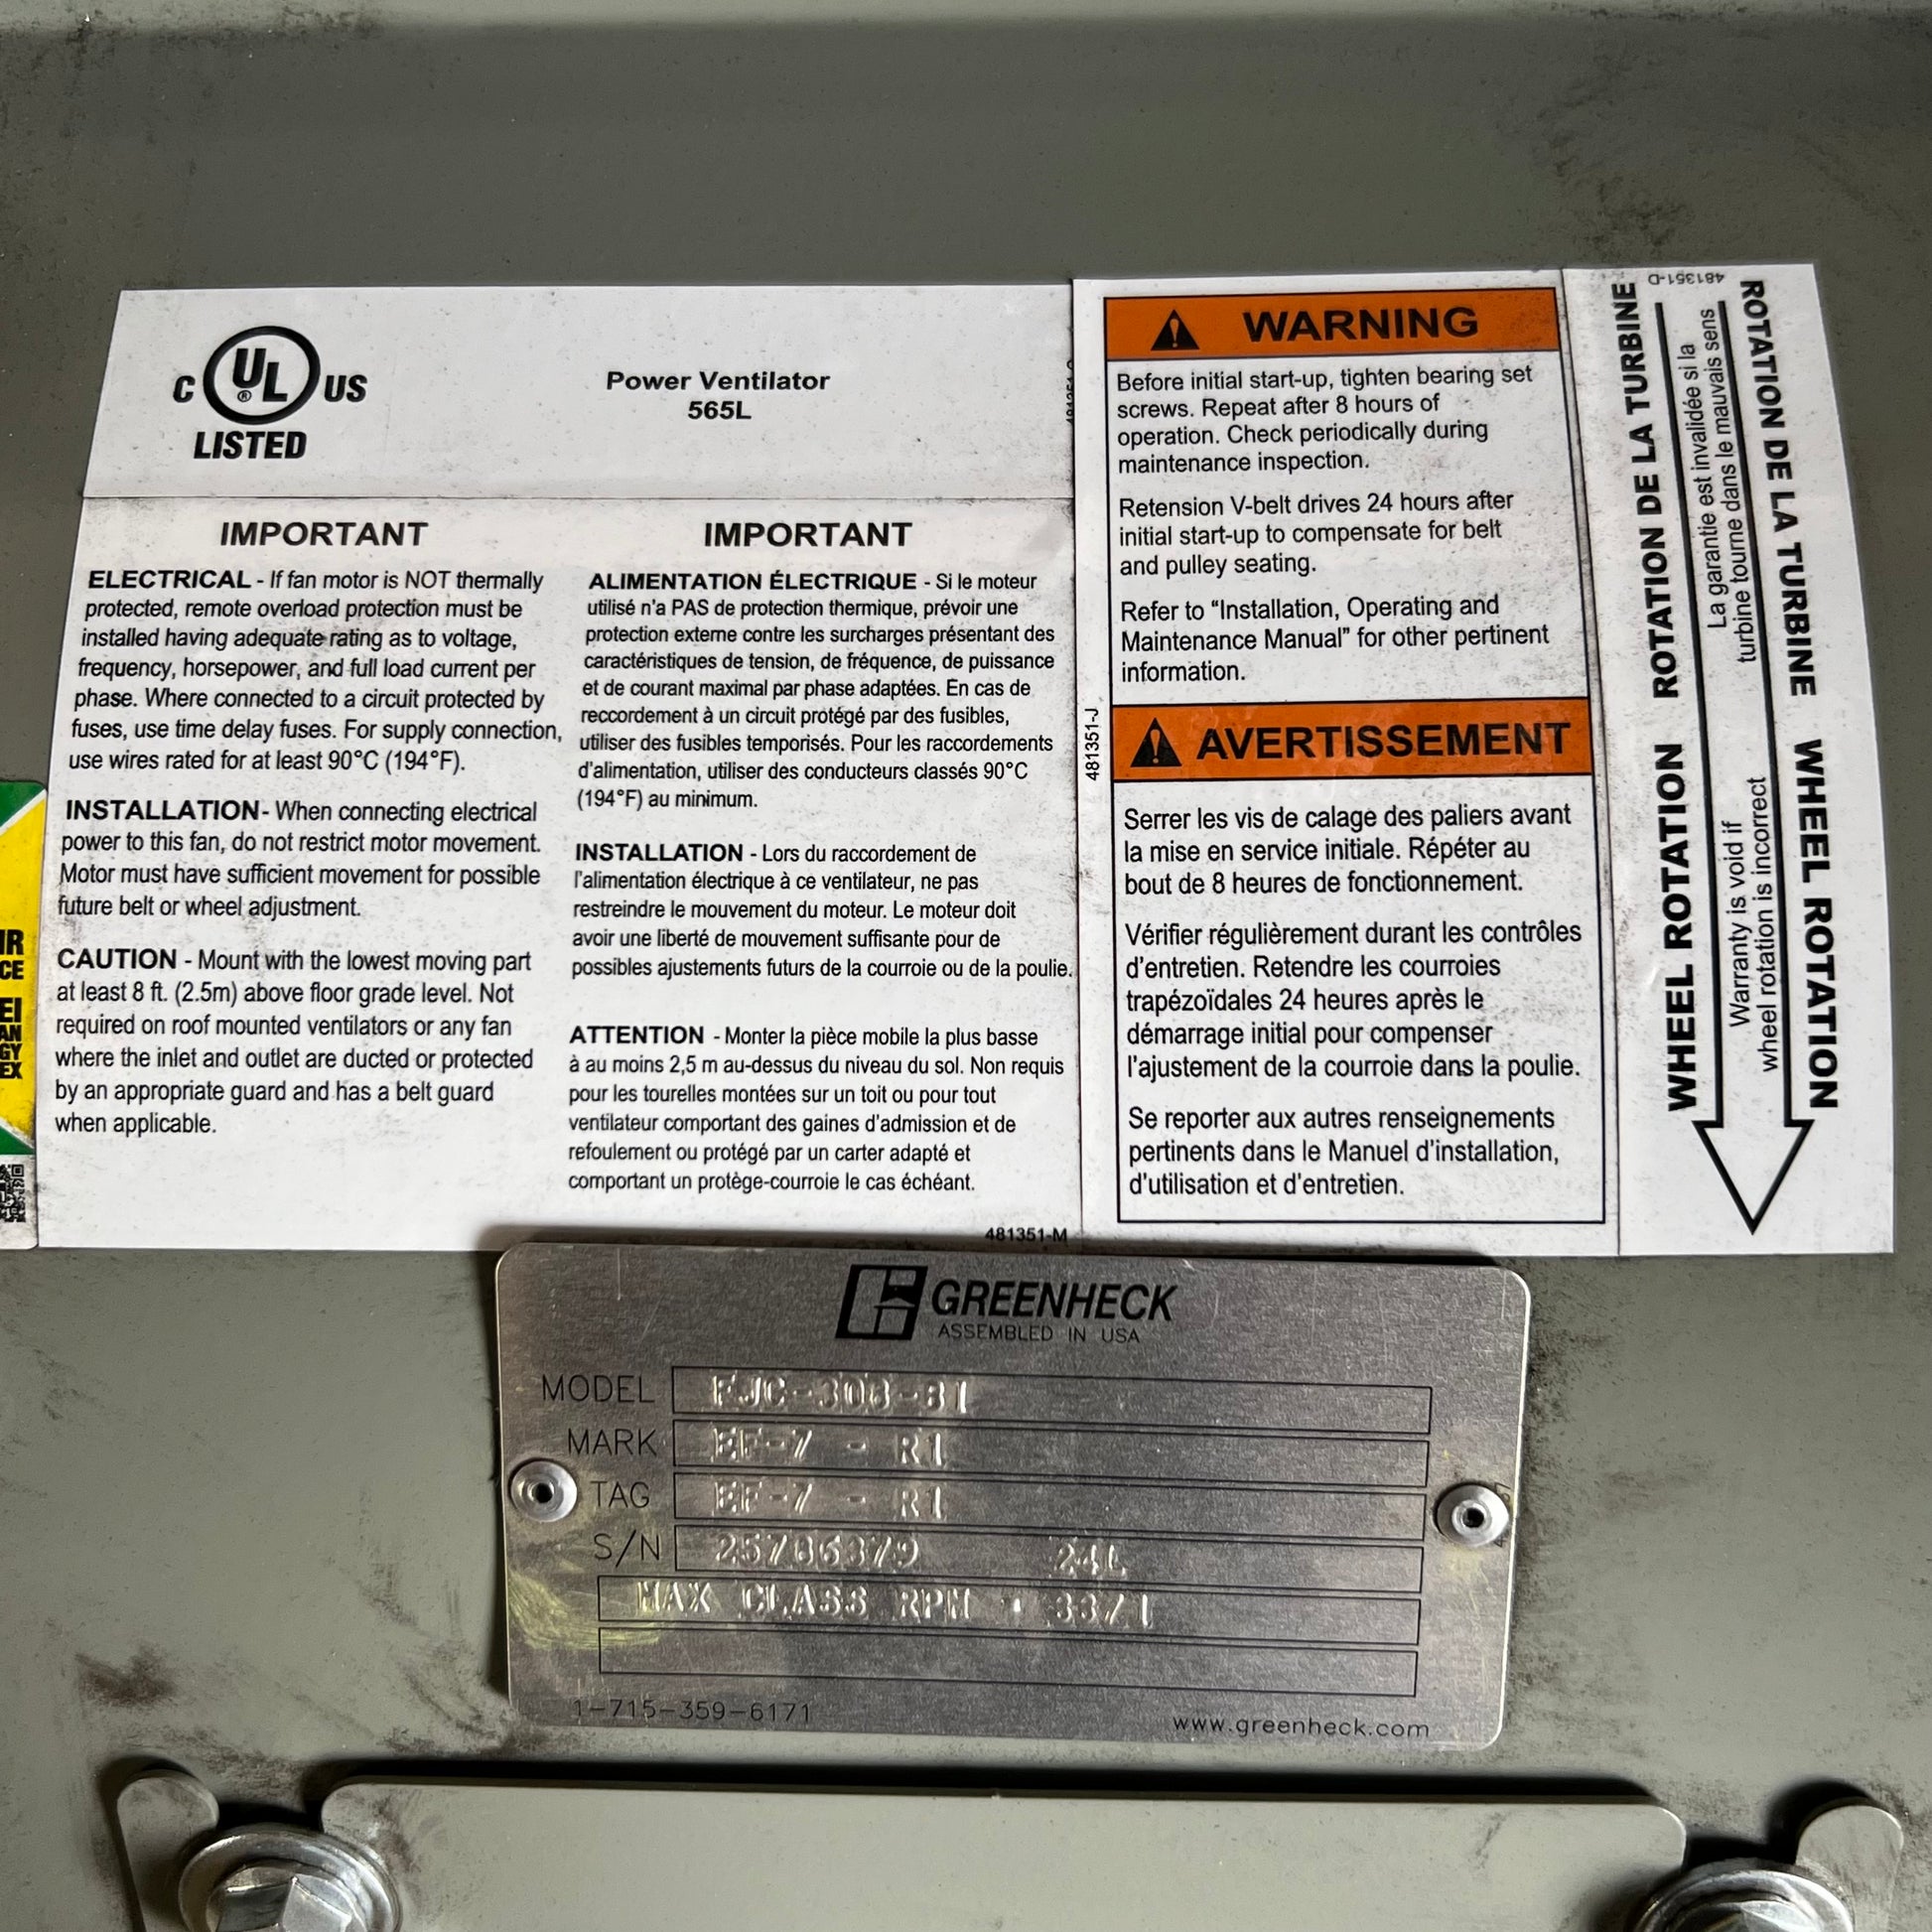 C UL ® US
LISTED
Power Ventilator
565L
IMPORTANT
ELECTRICAL - If fan motor is NOT thermally
protected, remote overload protection must be
installed having adequate rating as to voltage,
frequency, horsepower, and full load current per
phase. Where connected to a circuit protected by
fuses, use time delay fuses. For supply connection,
use wires rated for at least 90°C (194°F).
INSTALLATION- When connecting electrical
power to this fan, do not restrict motor movement.
Motor must have sufficient movement for possible
future belt or wheel adjustment.
CAUTION - Mount with the lowest moving part
at least 8 ft. (2.5m) above floor grade level. Not
required on roof mounted ventilators or any fan
where the inlet and outlet are ducted or protected
by an appropriate guard and has a belt guard
when applicable.
IMPORTANT
ALIMENTATION ÉLECTRIQUE - Si le moteur
utilisé n'a PAS de protection thermique, prévoir une
protection externe contre les surcharges présentant des
caractéristiques de tension, de fréquence, de puissance
et de courant maximal par phase adaptées. En cas de
reccordement à un circuit protégé par des fusibles,
utiliser des fusibles temporisés. Pour les raccordements
d'alimentation, utiliser des conducteurs classés 90°C
(194°F) au minimum.
INSTALLATION - Lors du raccordement de
l'alimentation électrique à ce ventilateur, ne pas
restreindre le mouvement du moteur. Le moteur doit
avoir une liberté de mouvement suffisante pour de
possibles ajustements futurs de la courroie ou de la poulie.
ATTENTION - Monter la pièce mobile la plus basse
à au moins 2,5 m au-dessus du niveau du sol. Non requis
pour les tourelles montées sur un toit ou pour tout
ventilateur comportant des gaines d'admission et de
refoulement ou protégé par un carter adapté et
comportant un protège-courroie le cas échéant.
481351-M
WARNING
Before initial start-up, tighten bearing set
screws. Repeat after 8 hours of
operation. Check periodically during
maintenance inspection.
Retension V-belt drives 24 hours after
initial start-up to compensate for belt
and pulley seating.
Refer to “Installation, Operating and
Maintenance Manual” for other pertinent
information.
AVERTISSEMENT
Serrer les vis de calage des paliers avant
la mise en service initiale. Répéter au
bout de 8 heures de fonctionnement.
Vérifier régulièrement durant les contrôles
d'entretien. Retendre les courroies
trapézoïdales 24 heures après le
démarrage initial pour compenser
l'ajustement de la courroie dans la poulie.
Se reporter aux autres renseignements
pertinents dans le Manuel d'installation,
d'utilisation et d'entretien.
481351-J
WHEEL ROTATION ROTATION DE LA TURBINE
Warranty is void if
wheel rotation is incorrect
La garantie est invalidée si la
turbine tourne dans le mauvais sens
WHEEL ROTATION
ROTATION DE LA TURBINE
481351-D
GREENHECK
ASSEMBLED IN USA
MODEL FJC-308-BI
MARK EF-7 - R1
TAG EF-7 - R1
S/N 25786379 24L
MAX CLASS RPM
1-715-359-6171
www.greenheck.com